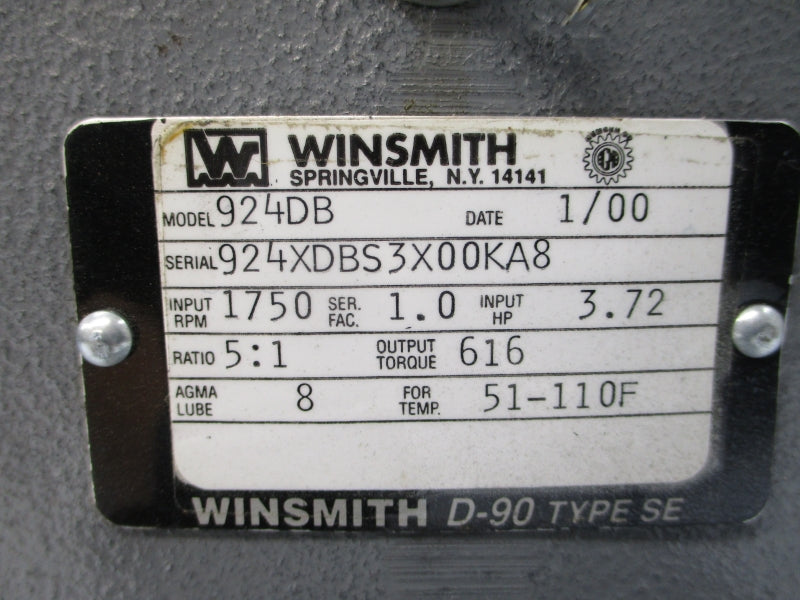 W WINSMITH
SPRINGVILLE, N.Y. 14141
MODEL 924DB DATE 1/00
SERIAL 924XDBS3X00KA8
INPUT RPM 1750 SER. FAC. 1.0 INPUT HP 3.72
RATIO 5:1 OUTPUT TORQUE 616
AGMA LUBE 8 FOR TEMP. 51-110F
WINSMITH D-90 TYPE SE